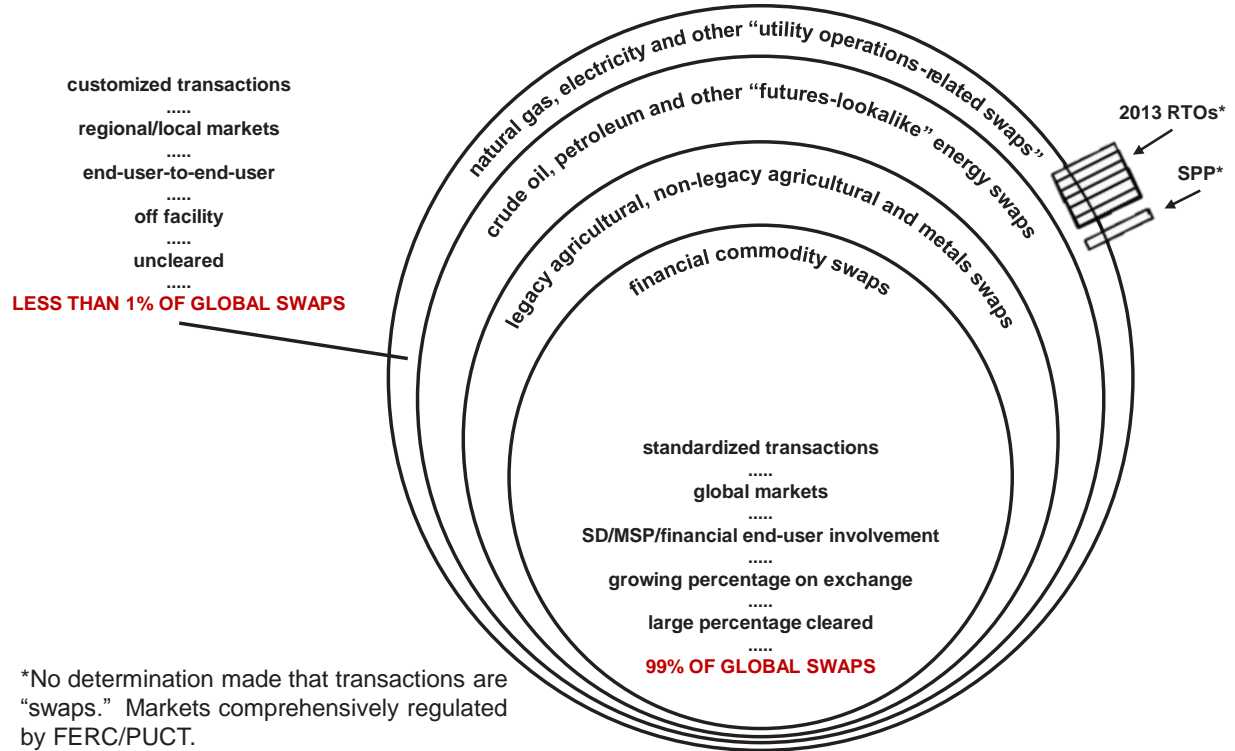 natural gas, electricity and other “utility operations-related swaps”
crude oil, petroleum and other “futures-lookalike” energy swaps
legacy agricultural, non-legacy agricultural and metals swaps
financial commodity swaps
customized transactions
.....
regional/local markets
.....
end-user-to-end-user
.....
off facility
.....
uncleared
.....
LESS THAN 1% OF GLOBAL SWAPS
2013 RTOs*
SPP*
standardized transactions
.....
global markets
.....
SD/MSP/financial end-user involvement
.....
growing percentage on exchange
.....
large percentage cleared
.....
99% OF GLOBAL SWAPS
*No determination made that transactions are
“swaps.” Markets comprehensively regulated
by FERC/PUCT.